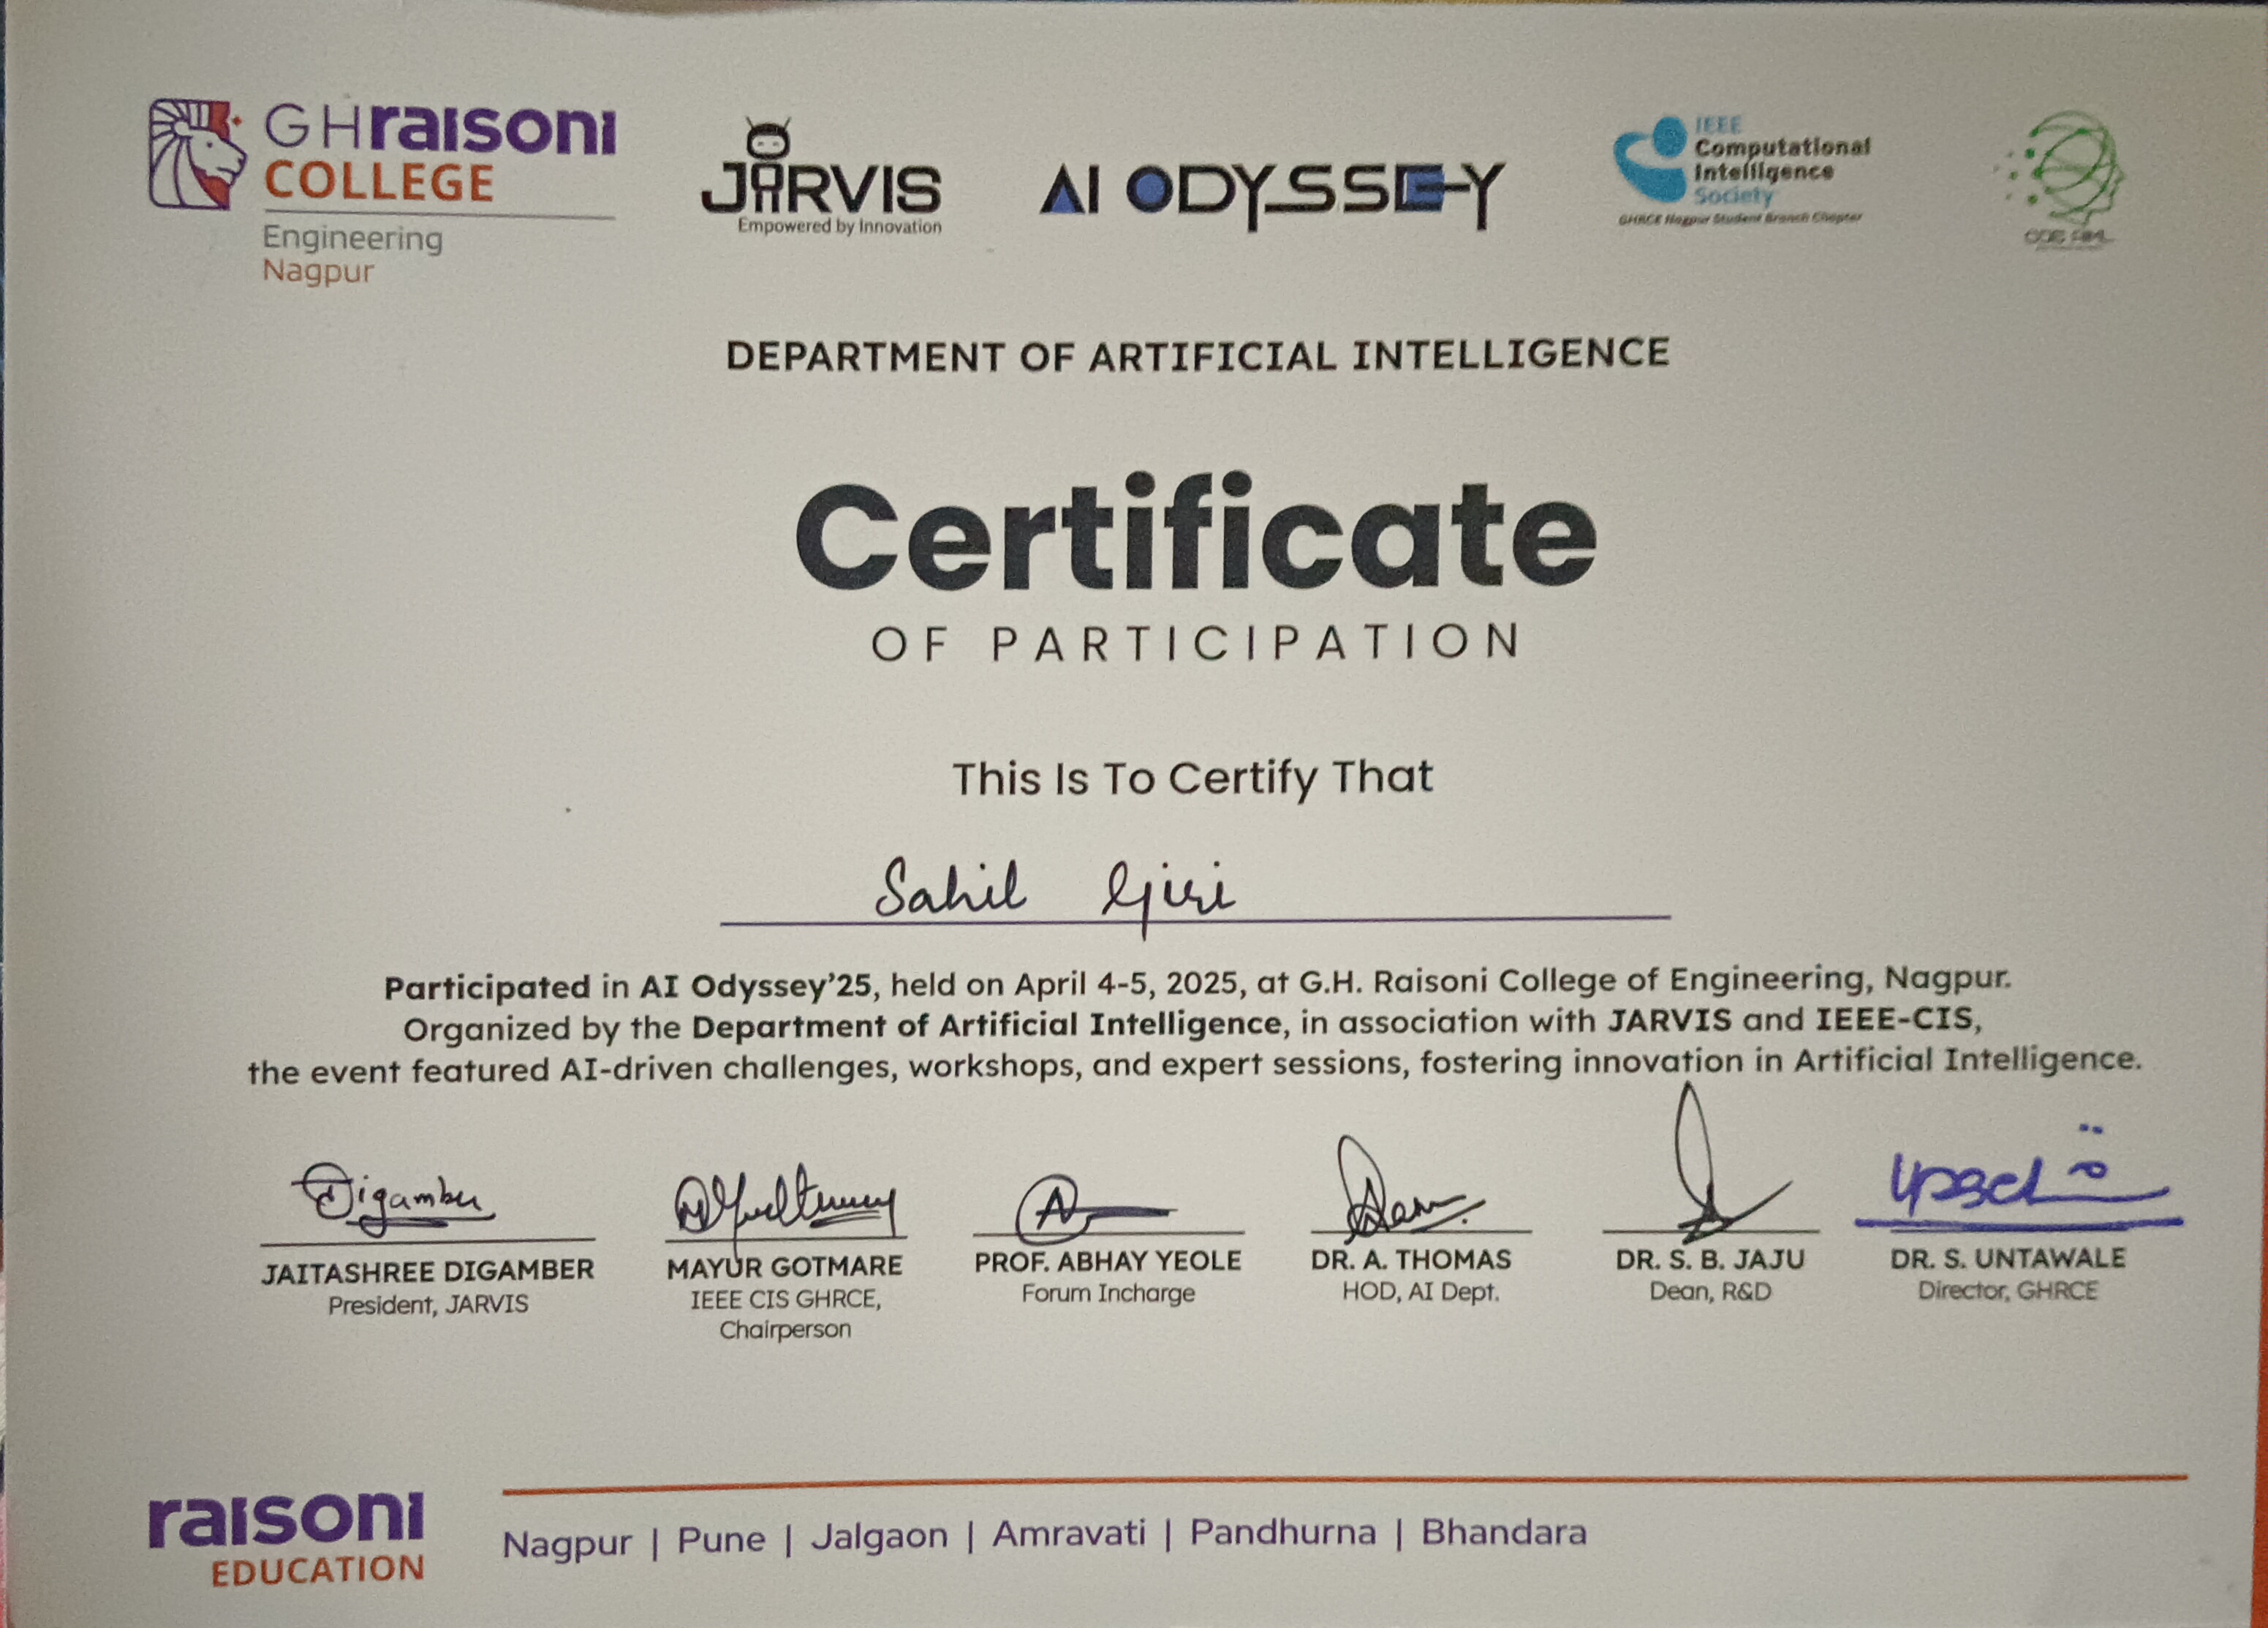 GHraisoni
COLLEGE
Engineering
Nagpur
JARVIS
Empowered by Innovation
AI ODYSSEY
IEEE
Computational
Intelligence
Society
GHRCE Nagpur Student Branch Chapter
DEPARTMENT OF ARTIFICIAL INTELLIGENCE
Certificate
OF PARTICIPATION
This Is To Certify That
Sahil Giri
Participated in AI Odyssey'25, held on April 4-5, 2025, at G.H. Raisoni College of Engineering, Nagpur.
Organized by the Department of Artificial Intelligence, in association with JARVIS and IEEE-CIS,
the event featured AI-driven challenges, workshops, and expert sessions, fostering innovation in Artificial Intelligence.
Digamber
JAITASHREE DIGAMBER
President, JARVIS
MAYUR GOTMARE
IEEE CIS GHRCE,
Chairperson
PROF. ABHAY YEOLE
Forum Incharge
DR. A. THOMAS
HOD, AI Dept.
DR. S. B. JAJU
Dean, R&D
DR. S. UNTAWALE
Director, GHRCE
raisoni
EDUCATION
Nagpur | Pune | Jalgaon | Amravati | Pandhurna | Bhandara